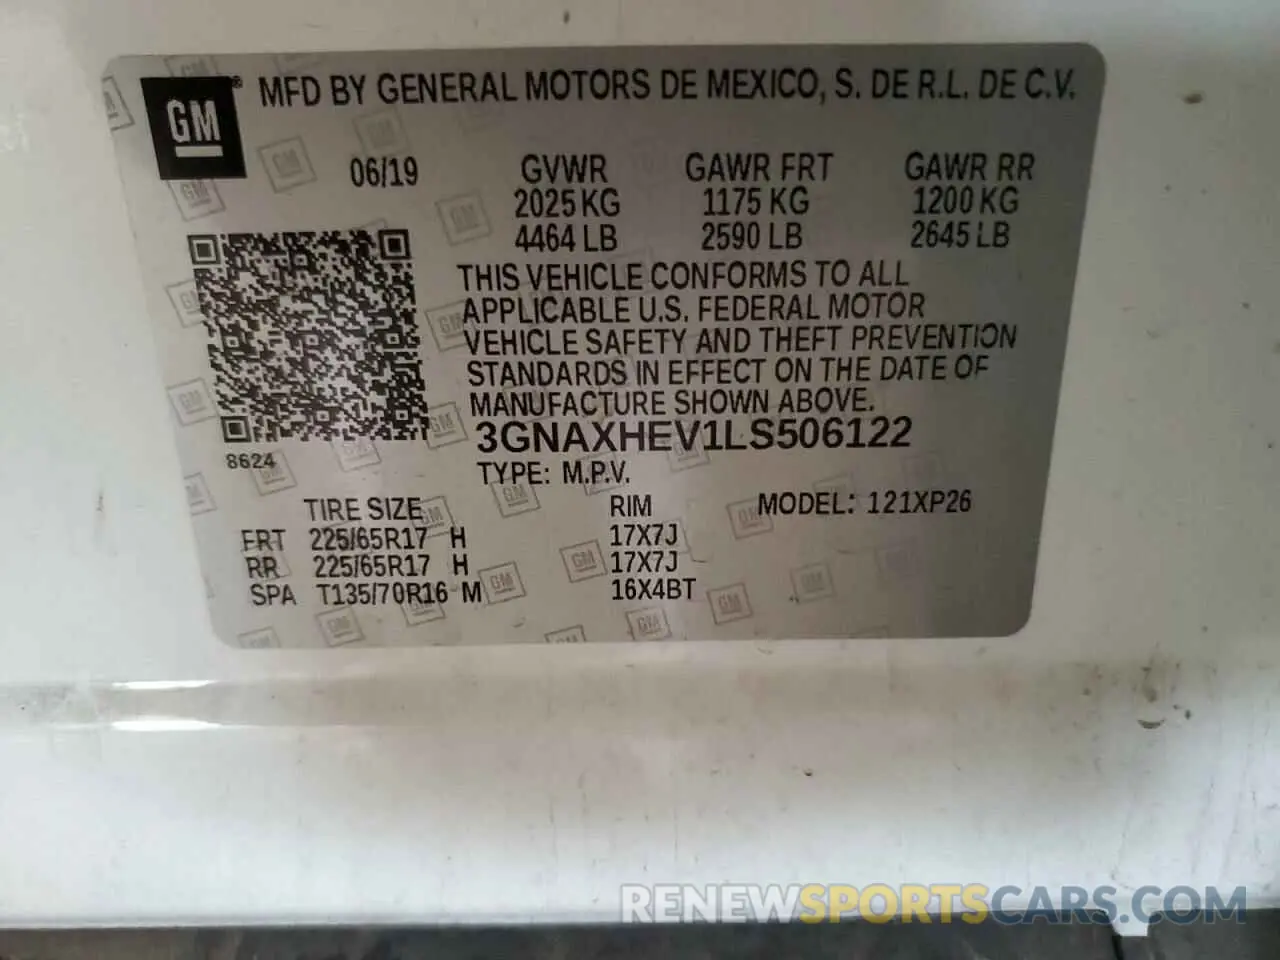 GM® MFD BY GENERAL MOTORS DE MEXICO, S. DE R.L. DE C.V.
06/19 GVWR GAWR FRT GAWR RR
2025 KG 1175 KG 1200 KG
4464 LB 2590 LB 2645 LB
THIS VEHICLE CONFORMS TO ALL
APPLICABLE U.S. FEDERAL MOTOR
VEHICLE SAFETY AND THEFT PREVENTION
STANDARDS IN EFFECT ON THE DATE OF
MANUFACTURE SHOWN ABOVE.
3GNAXHEV1LS506122
8624
TYPE: M.P.V.
TIRE SIZE RIM MODEL: 121XP26
FRT 225/65R17 H 17X7J
RR 225/65R17 H 17X7J
SPA T135/70R16 M 16X4BT
RENEWSPORTSCARS.COM